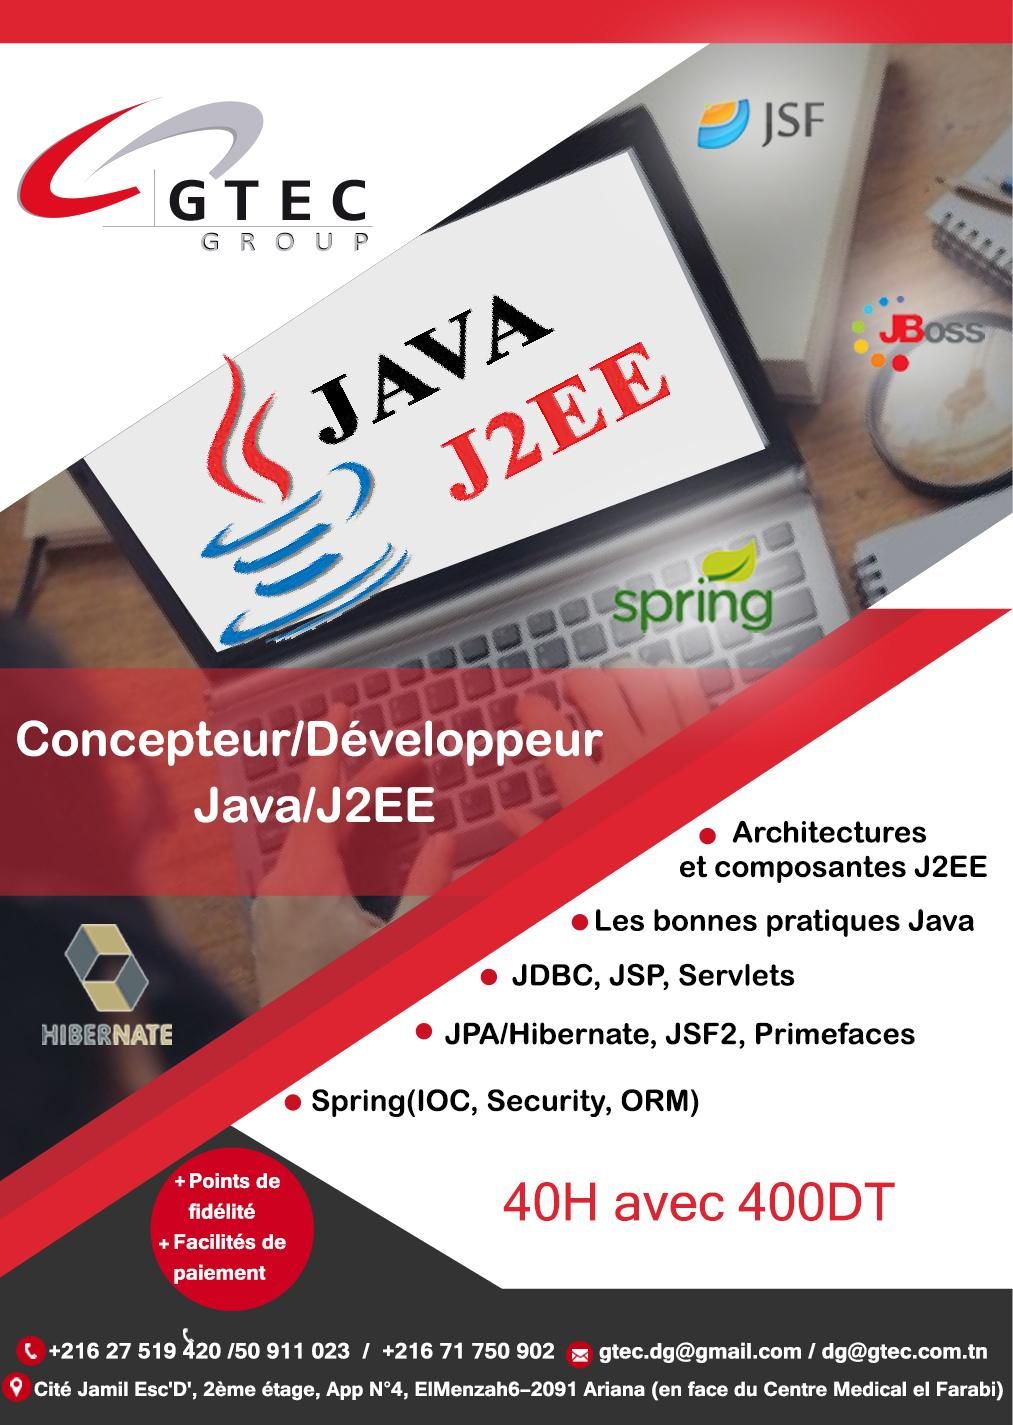 GTEC
GROUP
JSF
JBoss
JAVA
J2EE
spring
Concepteur/Développeur
Java/J2EE
HIBERNATE
Architectures
et composantes J2EE
Les bonnes pratiques Java
JDBC, JSP, Servlets
JPA/Hibernate, JSF2, Primefaces
Spring(IOC, Security, ORM)
+ Points de
fidélité
+ Facilités de
paiement
40H avec 400DT
+216 27 519 420 /50 911 023 / +216 71 750 902 gtec.dg@gmail.com / dg@gtec.com.tn
Cité Jamil Esc'D', 2ème étage, App N°4, ElMenzah6–2091 Ariana (en face du Centre Medical el Farabi)